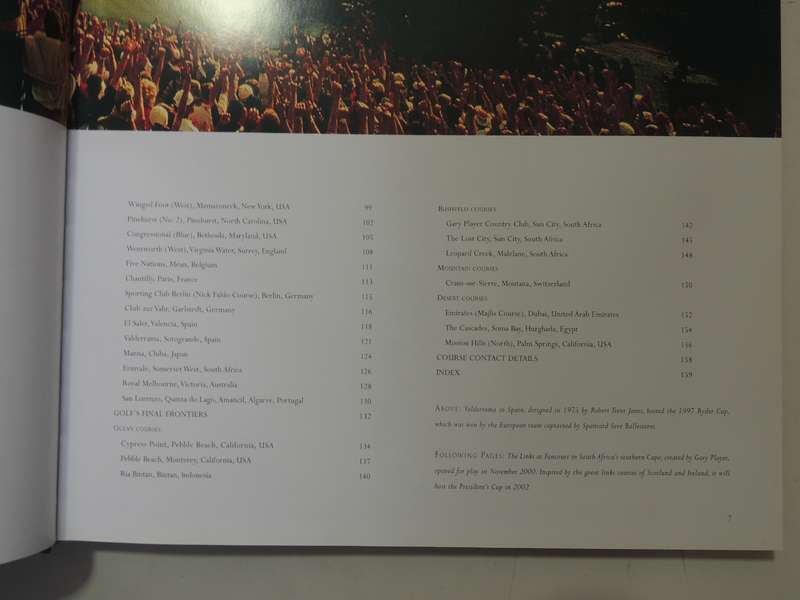 Winged Foot (West), Mamaroneck, New York, USA 99
Pinehurst (No. 2), Pinehurst, North Carolina, USA 102
Congressional (Blue), Bethesda, Maryland, USA 105
Wentworth (West), Virginia Water, Surrey, England 108
Five Nations, Mean, Belgium 111
Chantilly, Paris, France 113
Sporting Club Berlin (Nick Faldo Course), Berlin, Germany 115
Club zur Vahr, Garlstedt, Germany 116
El Saler, Valencia, Spain 118
Valderrama, Sotogrande, Spain 121
Manna, Chiba, Japan 124
Erinvale, Somerset West, South Africa 126
Royal Melbourne, Victoria, Australia 128
San Lorenzo, Quinta do Lago, Amancil, Algarve, Portugal 130
GOLF'S FINAL FRONTIERS 132
OCEAN COURSES
Cypress Point, Pebble Beach, California, USA 134
Pebble Beach, Monterey, California, USA 137
Ria Bintan, Bintan, Indonesia 140
BUSHVELD COURSES
Gary Player Country Club, Sun City, South Africa 142
The Lost City, Sun City, South Africa 145
Leopard Creek, Malelane, South Africa 148
MOUNTAIN COURSES
Crans-sur-Sierre, Montana, Switzerland 150
DESERT COURSES
Emirates (Majlis Course), Dubai, United Arab Emirates 152
The Cascades, Soma Bay, Hurghada, Egypt 154
Mission Hills (North), Palm Springs, California, USA 156
COURSE CONTACT DETAILS 158
INDEX 159
ABOVE: Valderrama in Spain, designed in 1975 by Robert Trent Jones, hosted the 1997 Ryder Cup,
which was won by the European team captained by Spaniard Seve Ballesteros.
FOLLOWING PAGES: The Links at Fancourt in South Africa's southern Cape, created by Gary Player,
opened for play in November 2000. Inspired by the great links courses of Scotland and Ireland, it will
host the President's Cup in 2002
7